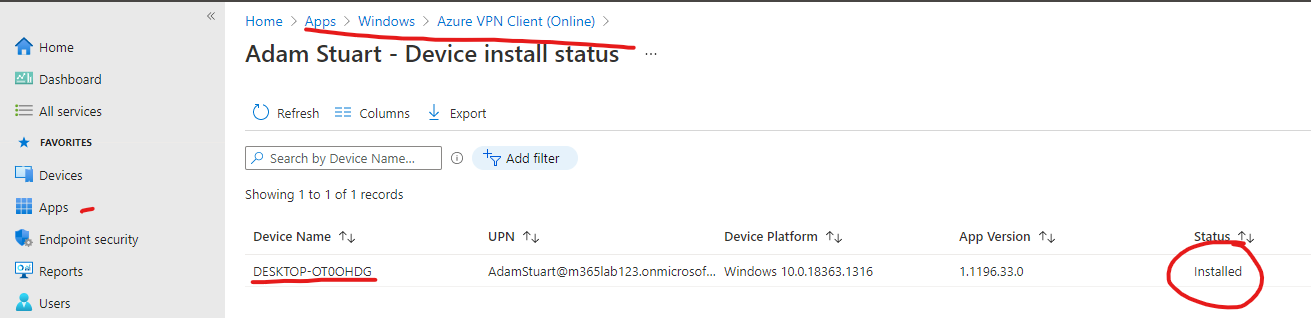 «
Home
Dashboard
All services
FAVORITES
Devices
Apps
Endpoint security
Reports
Users
Home > Apps > Windows > Azure VPN Client (Online) >
Adam Stuart - Device install status ...
Refresh Columns Export
Search by Device Name... Add filter
Showing 1 to 1 of 1 records
Device Name ↑↓ UPN ↑↓ Device Platform ↑↓ App Version ↑↓ Status ↑↓
DESKTOP-OT0OHDG AdamStuart@m365lab123.onmicrosof... Windows 10.0.18363.1316 1.1196.33.0 Installed